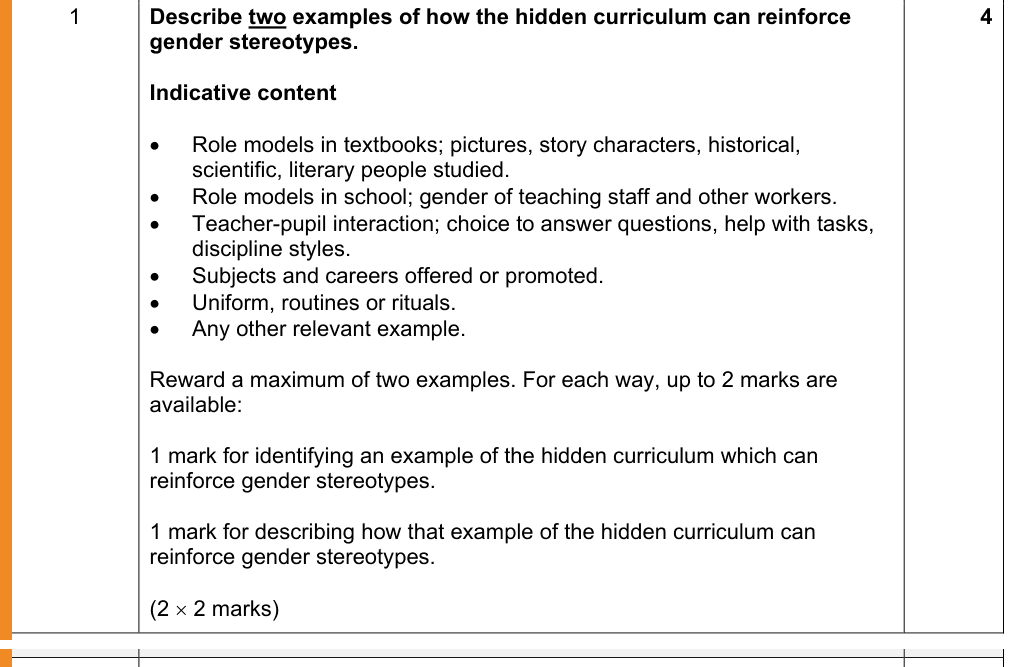 1 Describe two examples of how the hidden curriculum can reinforce 4
gender stereotypes.
Indicative content
• Role models in textbooks; pictures, story characters, historical,
scientific, literary people studied.
• Role models in school; gender of teaching staff and other workers.
• Teacher-pupil interaction; choice to answer questions, help with tasks,
discipline styles.
• Subjects and careers offered or promoted.
• Uniform, routines or rituals.
• Any other relevant example.
Reward a maximum of two examples. For each way, up to 2 marks are
available:
1 mark for identifying an example of the hidden curriculum which can
reinforce gender stereotypes.
1 mark for describing how that example of the hidden curriculum can
reinforce gender stereotypes.
(2 × 2 marks)